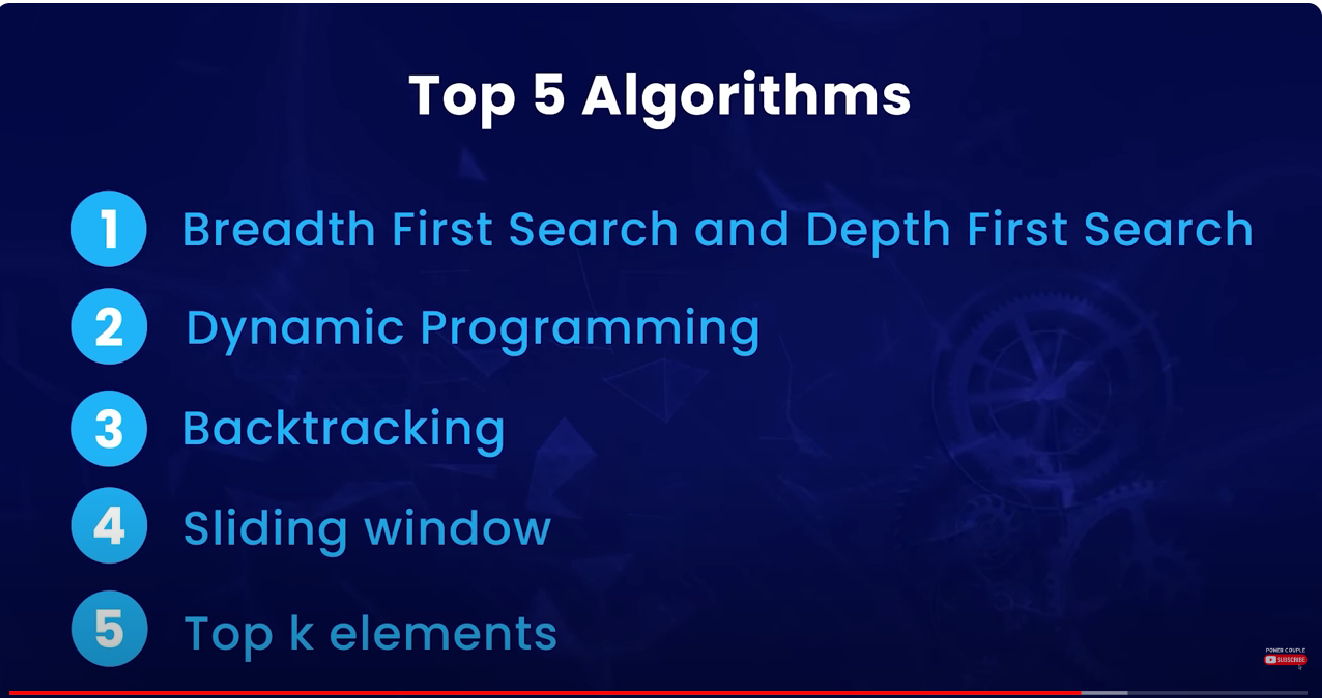 Top 5 Algorithms
1 Breadth First Search and Depth First Search
2 Dynamic Programming
3 Backtracking
4 Sliding window
5 Top k elements
POWER COUPLE
SUBSCRIBE